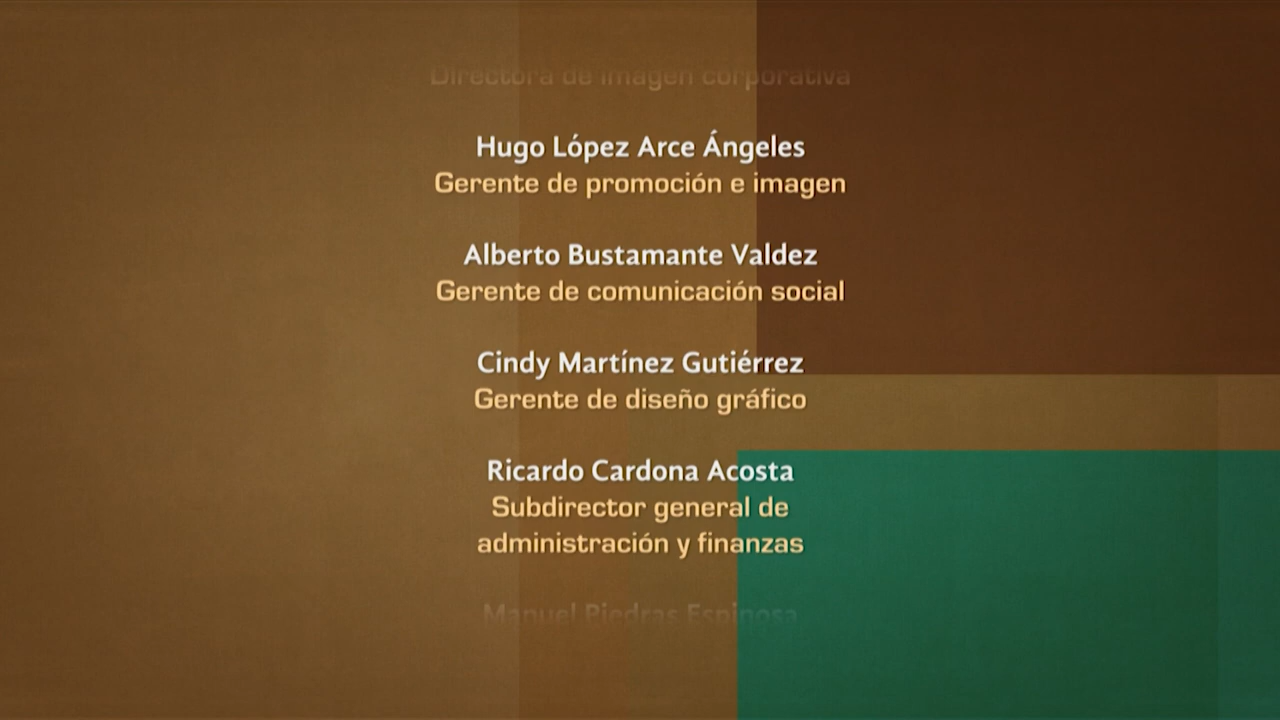 Directora de imagen corporativa
Hugo López Arce Ángeles
Gerente de promoción e imagen
Alberto Bustamante Valdez
Gerente de comunicación social
Cindy Martínez Gutiérrez
Gerente de diseño gráfico
Ricardo Cardona Acosta
Subdirector general de
administración y finanzas
Manuel Piedras Espinosa